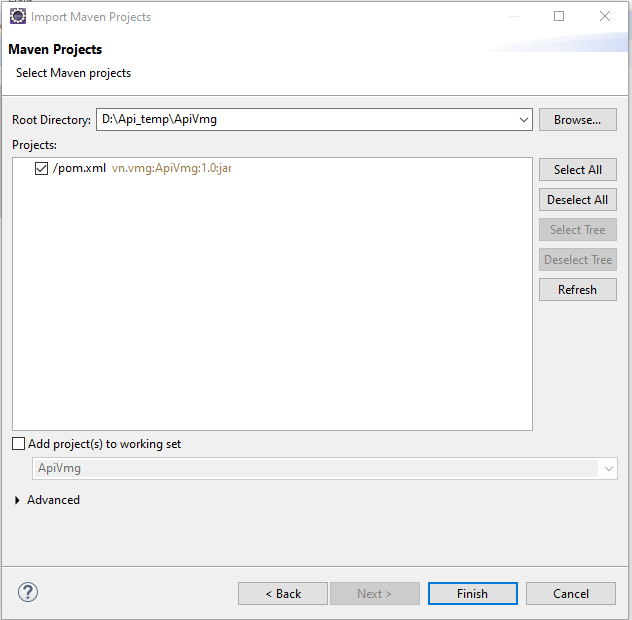 Import Maven Projects
Maven Projects
Select Maven projects
Root Directory: D:\Api_temp\ApiVmg Browse...
Projects:
/pom.xml vn.vmg:ApiVmg:1.0:jar
Select All
Deselect All
Select Tree
Deselect Tree
Refresh
Add project(s) to working set
ApiVmg
Advanced
? < Back Next > Finish Cancel